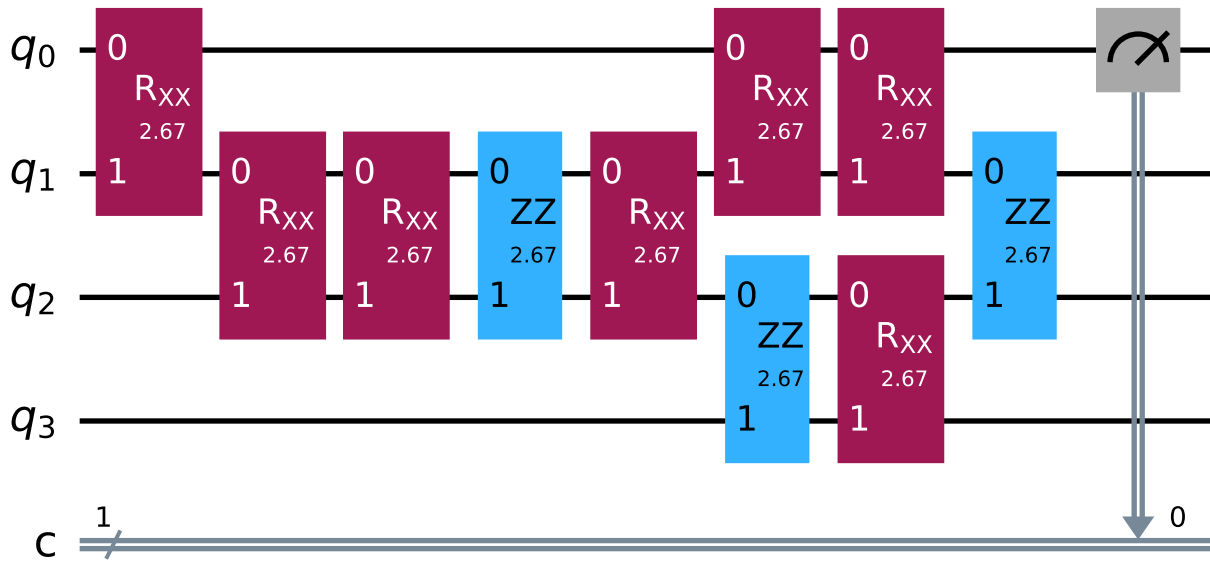 q0 0 0 0
RXX RXX RXX
2.67 2.67 2.67
q1 1 0 0 0 0 1 1 0
RXX RXX ZZ RXX ZZ
2.67 2.67 2.67 2.67 2.67
q2 1 1 1 1 0 0 1
ZZ RXX
2.67 2.67
q3 1 1
1 0
c